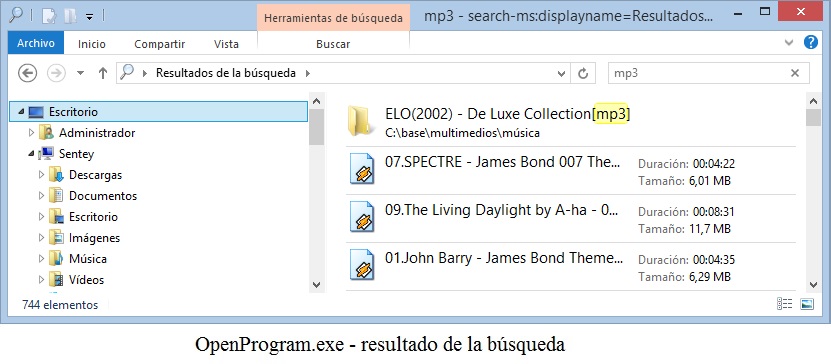 Herramientas de búsqueda
mp3 - search-ms:displayname=Resultados...
Archivo Inicio Compartir Vista Buscar
Resultados de la búsqueda
mp3
Escritorio
Administrador
Sentey
Descargas
Documentos
Escritorio
Imágenes
Música
Vídeos
ELO(2002) - De Luxe Collection[mp3]
C:\base\multimedios\música
07.SPECTRE - James Bond 007 The...
Duración: 00:04:22
Tamaño: 6,01 MB
09.The Living Daylight by A-ha - 0...
Duración: 00:08:31
Tamaño: 11,7 MB
01.John Barry - James Bond Theme...
Duración: 00:04:35
Tamaño: 6,29 MB
744 elementos
OpenProgram.exe - resultado de la búsqueda